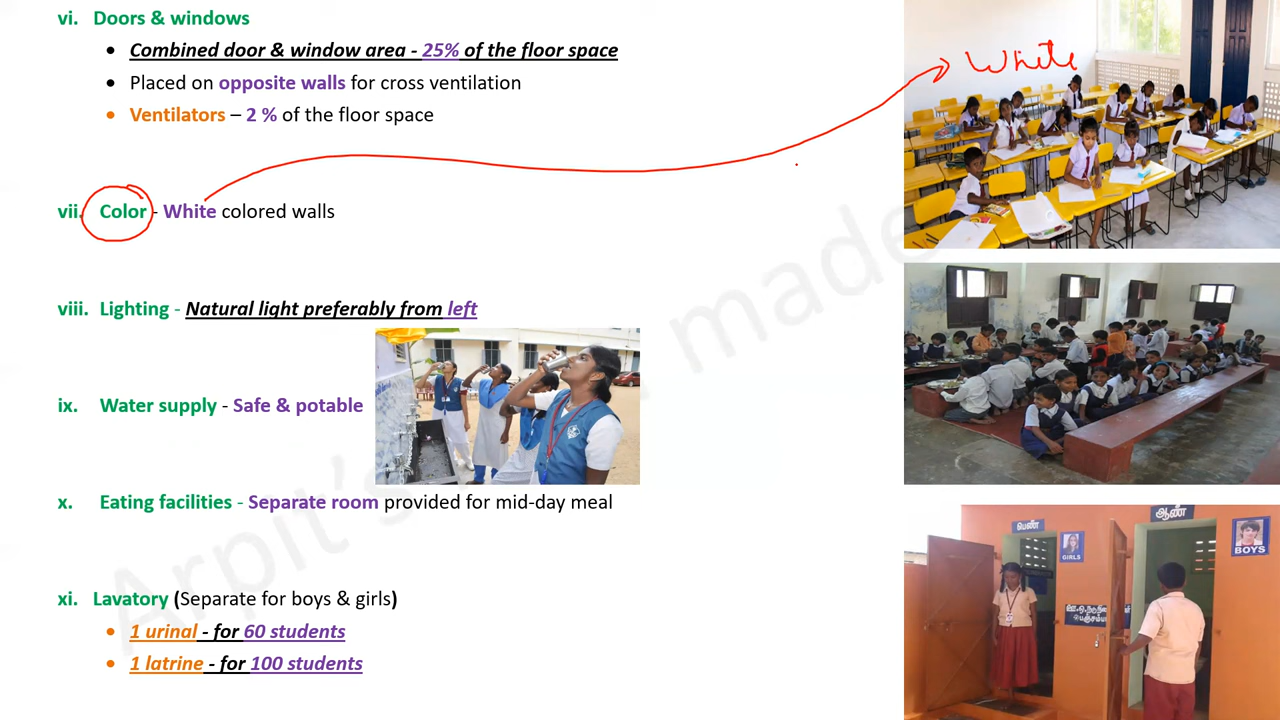 vi. Doors & windows
• Combined door & window area - 25% of the floor space
• Placed on opposite walls for cross ventilation
• Ventilators – 2 % of the floor space
White
vii. Color - White colored walls
viii. Lighting - Natural light preferably from left
ix. Water supply - Safe & potable
x. Eating facilities - Separate room provided for mid-day meal
xi. Lavatory (Separate for boys & girls)
• 1 urinal - for 60 students
• 1 latrine - for 100 students
பெண்
GIRLS
ஆண்
BOYS
Arpit's made